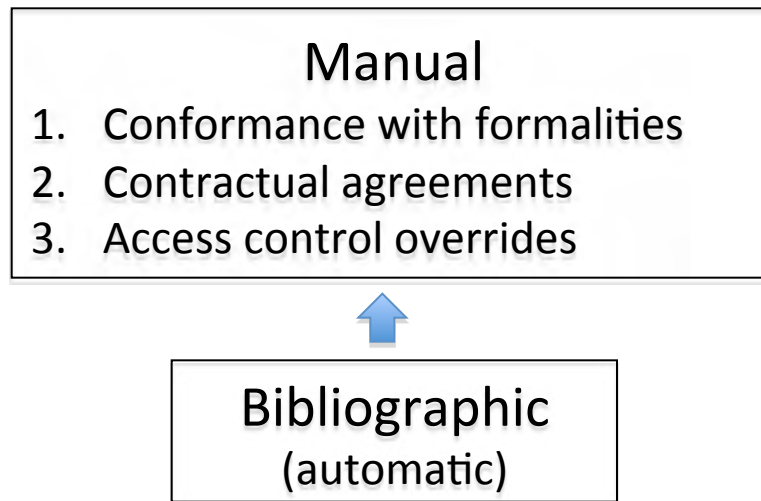 Manual
1. Conformance with formalities
2. Contractual agreements
3. Access control overrides
Bibliographic
(automatic)